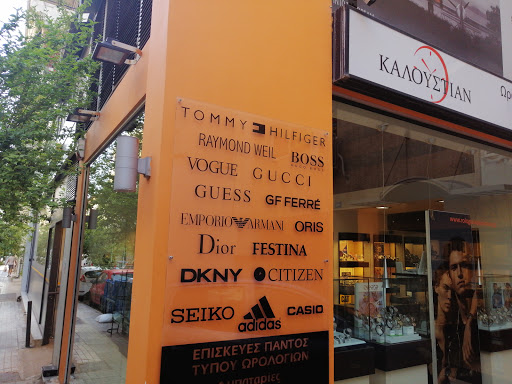 ΚΑΛΟΥΣΤΙΑΝ
TOMMY HILFIGER
RAYMOND WEIL BOSS
VOGUE GUCCI
GUESS GF FERRÉ
EMPORIO ARMANI ORIS
Dior FESTINA
DKNY CITIZEN
SEIKO adidas CASIO
ΕΠΙΣΚΕΥΕΣ ΠΑΝΤΟΣ
ΤΥΠΟΥ ΩΡΟΛΟΓΙΩΝ